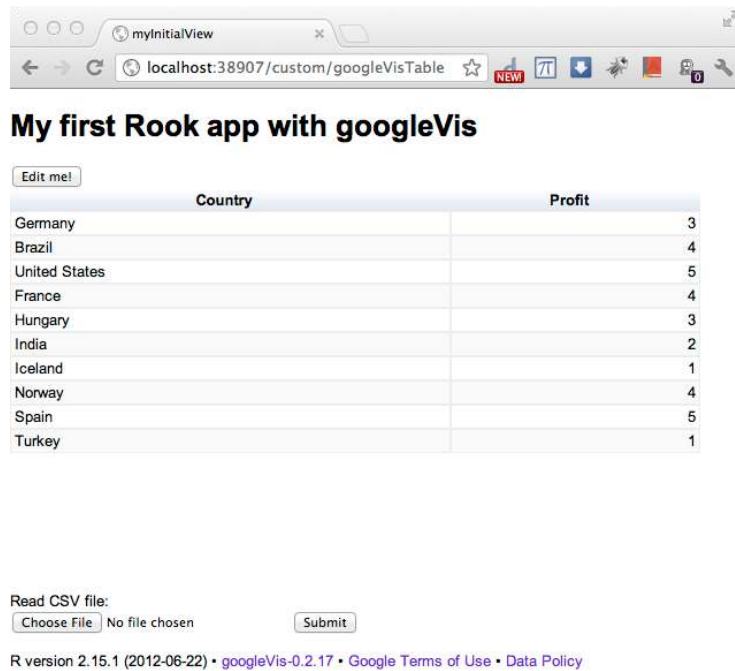 myInitialView
localhost:38907/custom/googleVisTable
NEW
π
0
My first Rook app with googleVis
Edit me!
Country Profit
Germany 3
Brazil 4
United States 5
France 4
Hungary 3
India 2
Iceland 1
Norway 4
Spain 5
Turkey 1
Read CSV file:
Choose File No file chosen Submit
R version 2.15.1 (2012-06-22) • googleVis-0.2.17 • Google Terms of Use • Data Policy